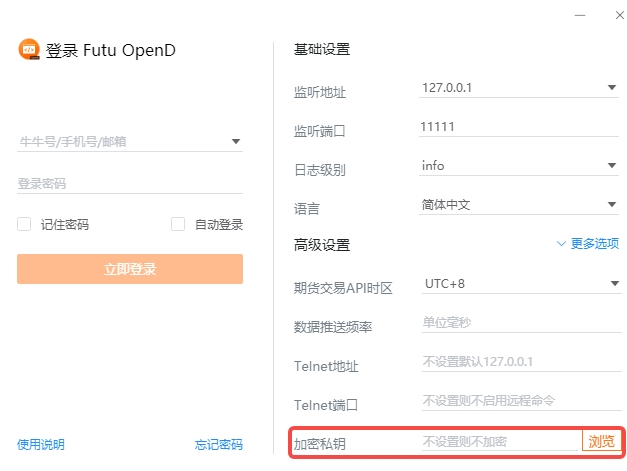 登录 Futu OpenD
牛牛号/手机号/邮箱
登录密码
记住密码 自动登录
立即登录
使用说明 忘记密码
基础设置
监听地址 127.0.0.1
监听端口 11111
日志级别 info
语言 简体中文
高级设置 更多选项
期货交易API时区 UTC+8
数据推送频率 单位毫秒
Telnet地址 不设置默认127.0.0.1
Telnet端口 不设置则不启用远程命令
加密私钥 不设置则不加密 浏览